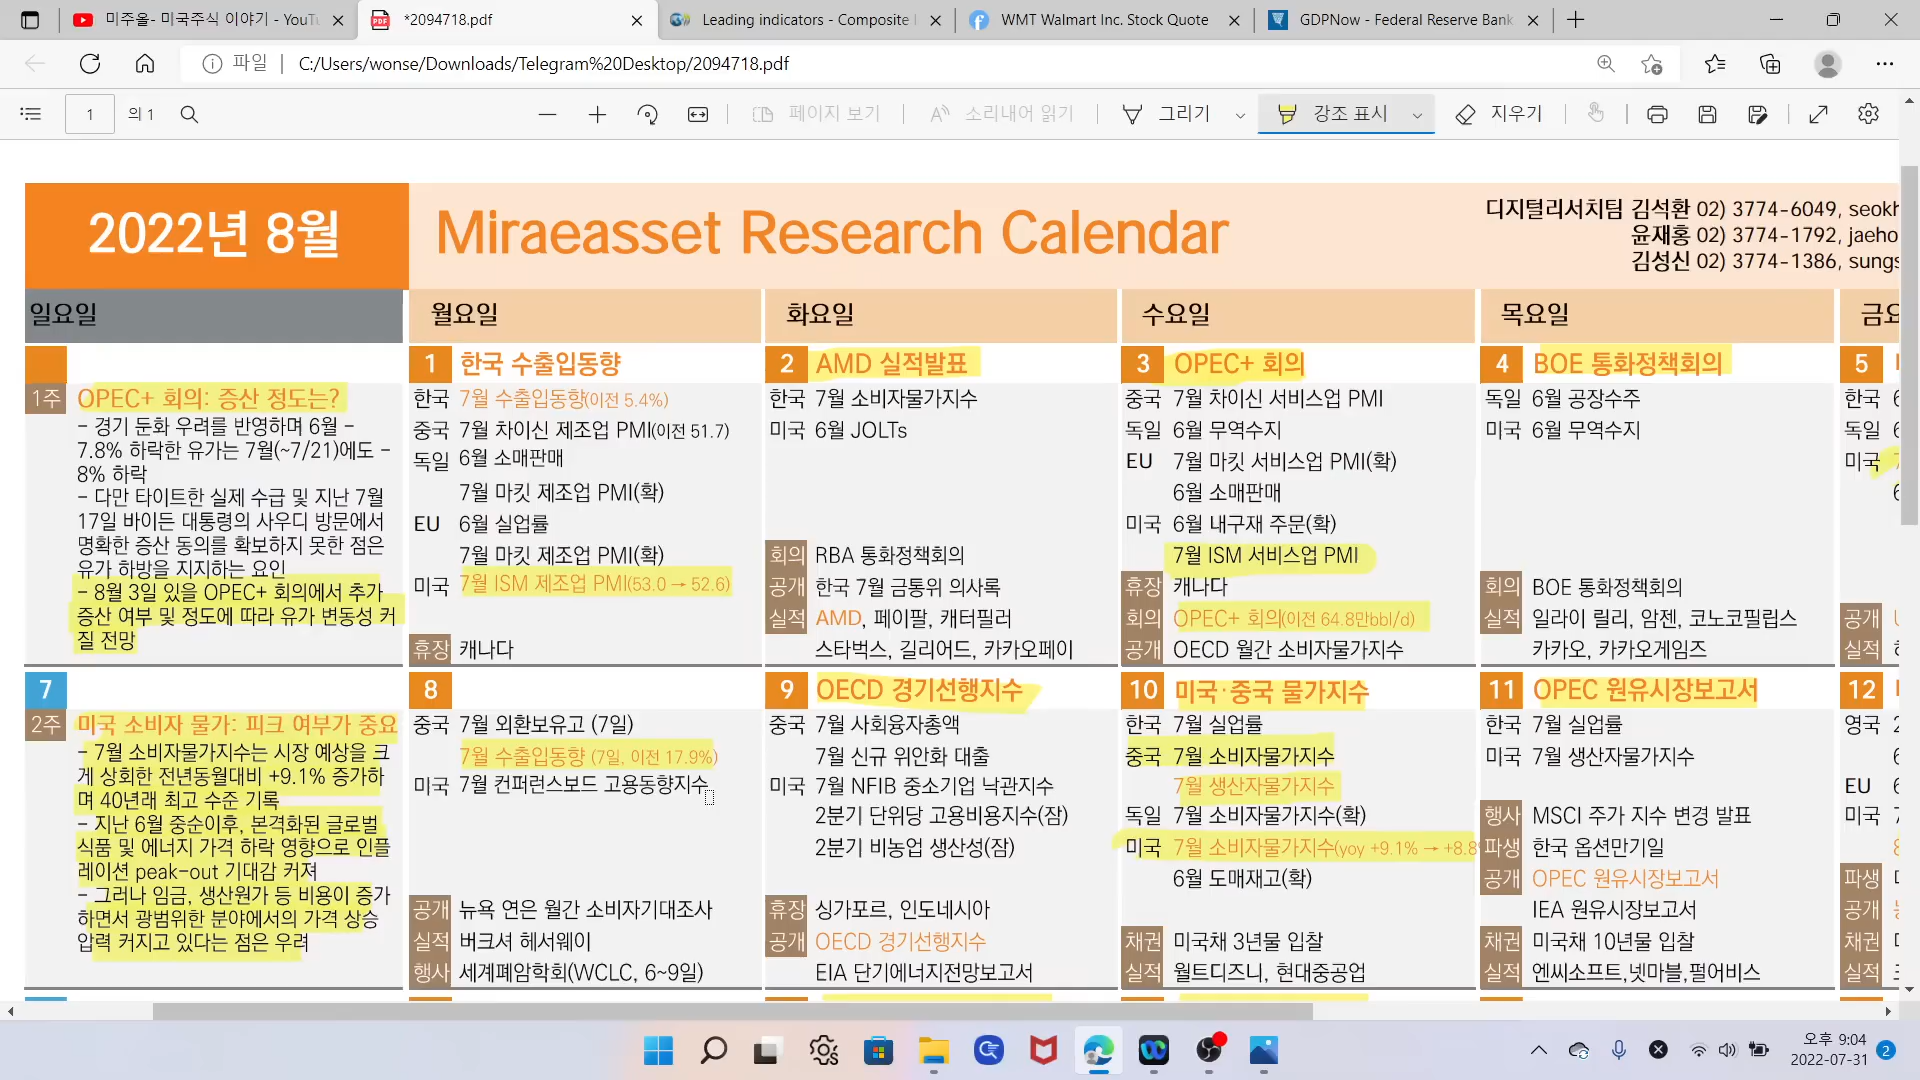 미주올- 미국주식 이야기 - YouTu
*2094718.pdf
Leading indicators - Composite
WMT Walmart Inc. Stock Quote
GDPNow - Federal Reserve Bank
파일
C:/Users/wonse/Downloads/Telegram%20Desktop/2094718.pdf
1 의 1
페이지 보기
소리내어 읽기
그리기
강조 표시
지우기
2022년 8월
Miraeasset Research Calendar
디지털리서치팀 김석환 02) 3774-6049, seokh
윤재홍 02) 3774-1792, jaeho
김성신 02) 3774-1386, sungs
일요일
월요일
화요일
수요일
목요일
금요
1주 OPEC+ 회의: 증산 정도는?
- 경기 둔화 우려를 반영하며 6월 -
7.8% 하락한 유가는 7월(~7/21)에도 -
8% 하락
- 다만 타이트한 실제 수급 및 지난 7월
17일 바이든 대통령의 사우디 방문에서
명확한 증산 동의를 확보하지 못한 점은
유가 하방을 지지하는 요인
- 8월 3일 있을 OPEC+ 회의에서 추가
증산 여부 및 정도에 따라 유가 변동성 커
질 전망
1 한국 수출입동향
한국 7월 수출입동향(이전 5.4%)
중국 7월 차이신 제조업 PMI(이전 51.7)
독일 6월 소매판매
7월 마킷 제조업 PMI(확)
EU 6월 실업률
7월 마킷 제조업 PMI(확)
미국 7월 ISM 제조업 PMI(53.0 → 52.6)
휴장 캐나다
2 AMD 실적발표
한국 7월 소비자물가지수
미국 6월 JOLTs
회의 RBA 통화정책회의
공개 한국 7월 금통위 의사록
실적 AMD, 페이팔, 캐터필러
스타벅스, 길리어드, 카카오페이
3 OPEC+ 회의
중국 7월 차이신 서비스업 PMI
독일 6월 무역수지
EU 7월 마킷 서비스업 PMI(확)
6월 소매판매
미국 6월 내구재 주문(확)
7월 ISM 서비스업 PMI
휴장 캐나다
회의 OPEC+ 회의(이전 64.8만bbl/d)
공개 OECD 월간 소비자물가지수
4 BOE 통화정책회의
독일 6월 공장수주
미국 6월 무역수지
회의 BOE 통화정책회의
실적 일라이 릴리, 암젠, 코노코필립스
카카오, 카카오게임즈
5
한국 6
독일 6
미국 7
6
공개 U
실적
7
2주 미국 소비자 물가: 피크 여부가 중요
- 7월 소비자물가지수는 시장 예상을 크
게 상회한 전년동월대비 +9.1% 증가하
며 40년래 최고 수준 기록
- 지난 6월 중순이후, 본격화된 글로벌
식품 및 에너지 가격 하락 영향으로 인플
레이션 peak-out 기대감 커져
- 그러나 임금, 생산원가 등 비용이 증가
하면서 광범위한 분야에서의 가격 상승
압력 커지고 있다는 점은 우려
8
중국 7월 외환보유고 (7일)
7월 수출입동향 (7일, 이전 17.9%)
미국 7월 컨퍼런스보드 고용동향지수
공개 뉴욕 연은 월간 소비자기대조사
실적 버크셔 헤서웨이
행사 세계폐암학회(WCLC, 6~9일)
9 OECD 경기선행지수
중국 7월 사회융자총액
7월 신규 위안화 대출
미국 7월 NFIB 중소기업 낙관지수
2분기 단위당 고용비용지수(잠)
2분기 비농업 생산성(잠)
휴장 싱가포르, 인도네시아
공개 OECD 경기선행지수
EIA 단기에너지전망보고서
10 미국·중국 물가지수
한국 7월 실업률
중국 7월 소비자물가지수
7월 생산자물가지수
독일 7월 소비자물가지수(확)
미국 7월 소비자물가지수(yoy +9.1% → +8.8
6월 도매재고(확)
채권 미국채 3년물 입찰
실적 월트디즈니, 현대중공업
11 OPEC 원유시장보고서
한국 7월 실업률
미국 7월 생산자물가지수
행사 MSCI 주가 지수 변경 발표
파생 한국 옵션만기일
공개 OPEC 원유시장보고서
IEA 원유시장보고서
채권 미국채 10년물 입찰
실적 엔씨소프트,넷마블,펄어비스
12
영국 2
6
EU 6
미국 7
8
파생
공개
채권
실적
오후 9:04
2022-07-31
2